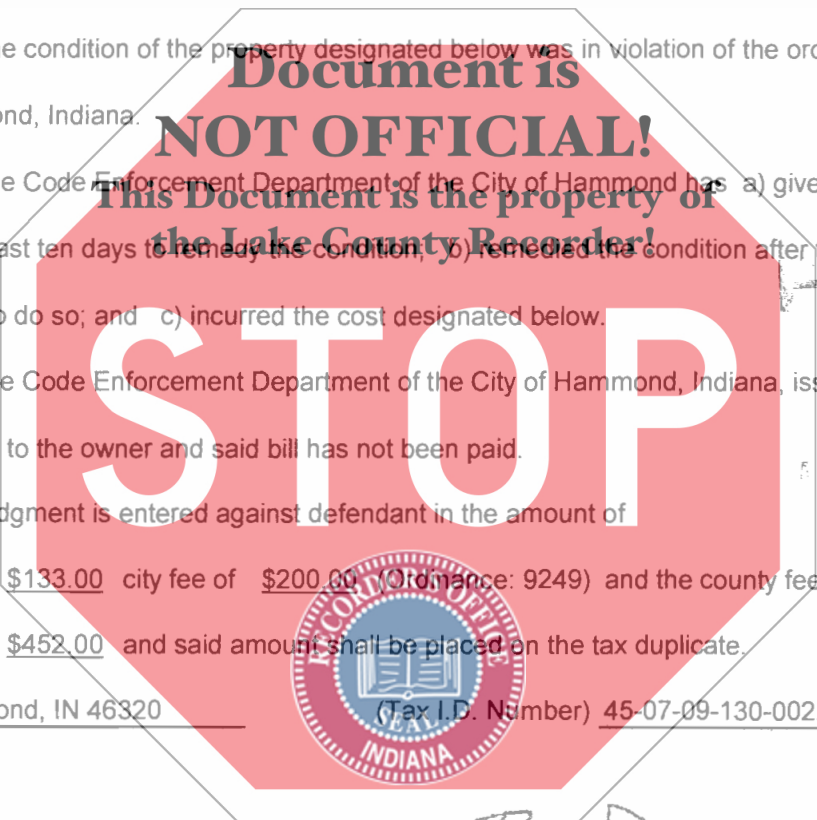 e condition of the property designated below was in violation of the ord
Document is
ond, Indiana.
NOT OFFICIAL!
e Code Enforcement Department of the City of Hammond has a) give
This Document is the property of
ast ten days to remedy the condition; b) remedied the condition after
the Lake County Recorder!
o do so; and c) incurred the cost designated below.
STOP
e Code Enforcement Department of the City of Hammond, Indiana, iss
to the owner and said bill has not been paid.
dgment is entered against defendant in the amount of
$133.00 city fee of $200.00 (Ordinance: 9249) and the county fee
$452.00 and said amount shall be placed on the tax duplicate.
ond, IN 46320 (Tax I.D. Number) 45-07-09-130-002
RECORDER'S OFFICE
SEAL
INDIANA